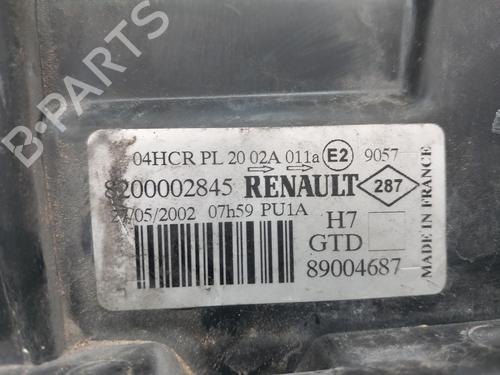 04HCR PL 20 02A 011a E2 9057
8200002845 RENAULT 287
27/05/2002 07h59 PU1A
H7
GTD
89004687
MADE IN FRANCE
B-PARTS